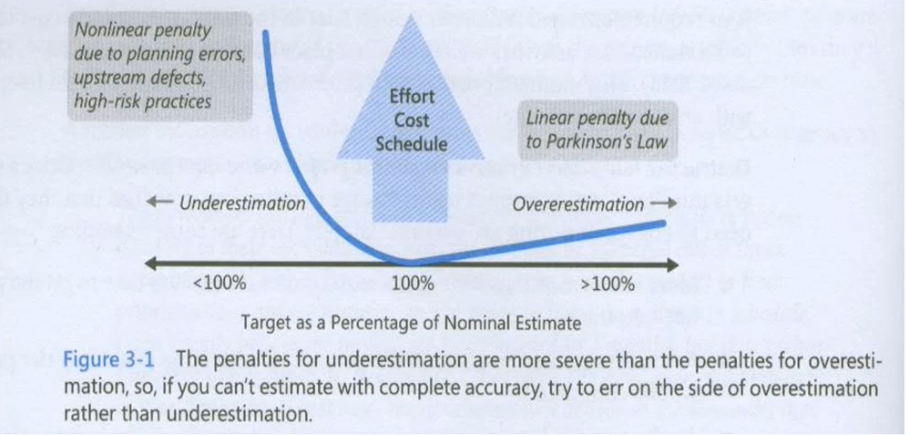 Nonlinear penalty
due to planning errors,
upstream defects,
high-risk practices
Effort
Cost
Schedule
Linear penalty due
to Parkinson's Law
Underestimation
Overerestimation
<100%
100%
>100%
Target as a Percentage of Nominal Estimate
Figure 3-1 The penalties for underestimation are more severe than the penalties for overesti-
mation, so, if you can't estimate with complete accuracy, try to err on the side of overestimation
rather than underestimation.